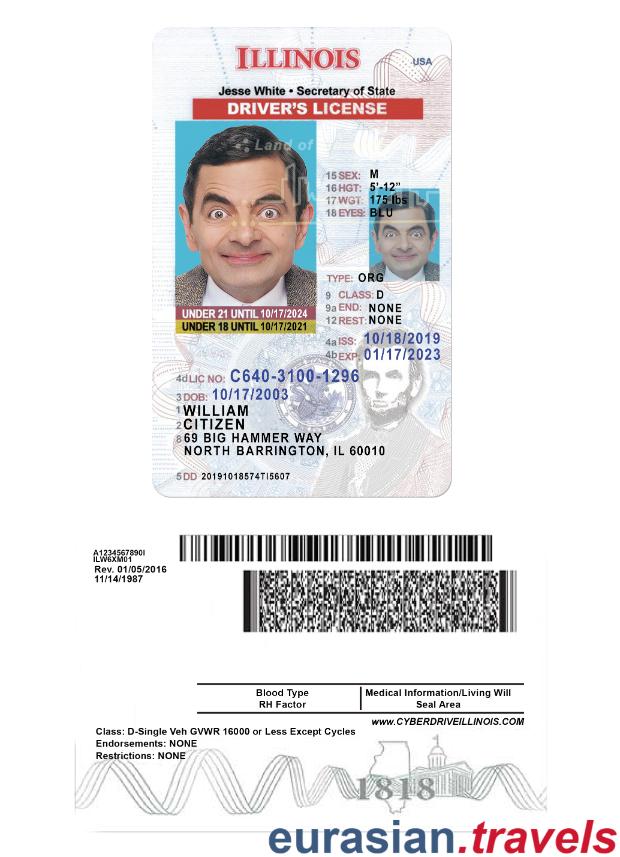 ILLINOIS
USA
Jesse White • Secretary of State
DRIVER'S LICENSE
Land of
15 SEX: M
16 HGT: 5'-12"
17 WGT: 175 lbs
18 EYES: BLU
TYPE: ORG
9 CLASS: D
9a END: NONE
12 REST: NONE
UNDER 21 UNTIL 10/17/2024
UNDER 18 UNTIL 10/17/2021
4a ISS: 10/18/2019
4b EXP: 01/17/2023
4d LIC NO: C640-3100-1296
3 DOB: 10/17/2003
1 WILLIAM
2 CITIZEN
8 69 BIG HAMMER WAY
NORTH BARRINGTON, IL 60010
5 DD 20191018574TI5607
A1234567890I
ILW6XM01
Rev. 01/05/2016
11/14/1987
Blood Type
RH Factor
Medical Information/Living Will
Seal Area
www.CYBERDRIVEILLINOIS.COM
Class: D-Single Veh GVWR 16000 or Less Except Cycles
Endorsements: NONE
Restrictions: NONE
1818
eurasian.travels